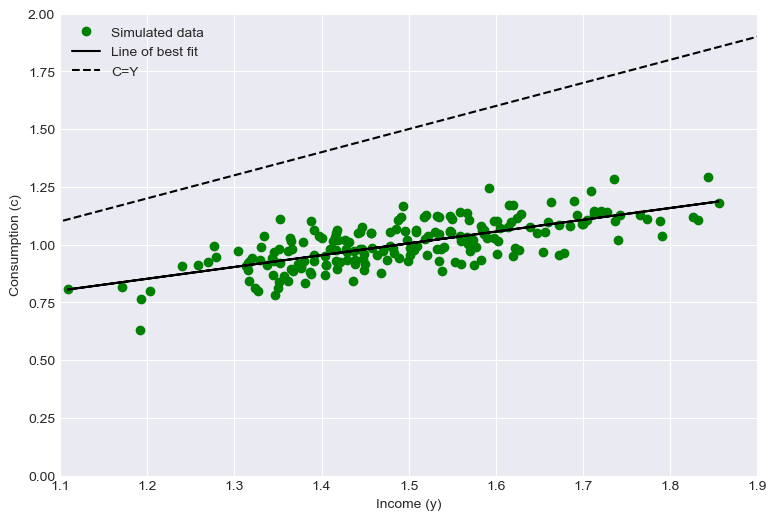 2.00
1.75
1.50
1.25
1.00
0.75
0.50
0.25
0.00
Consumption (c)
Simulated data
Line of best fit
C=Y
1.1 1.2 1.3 1.4 1.5 1.6 1.7 1.8 1.9
Income (y)